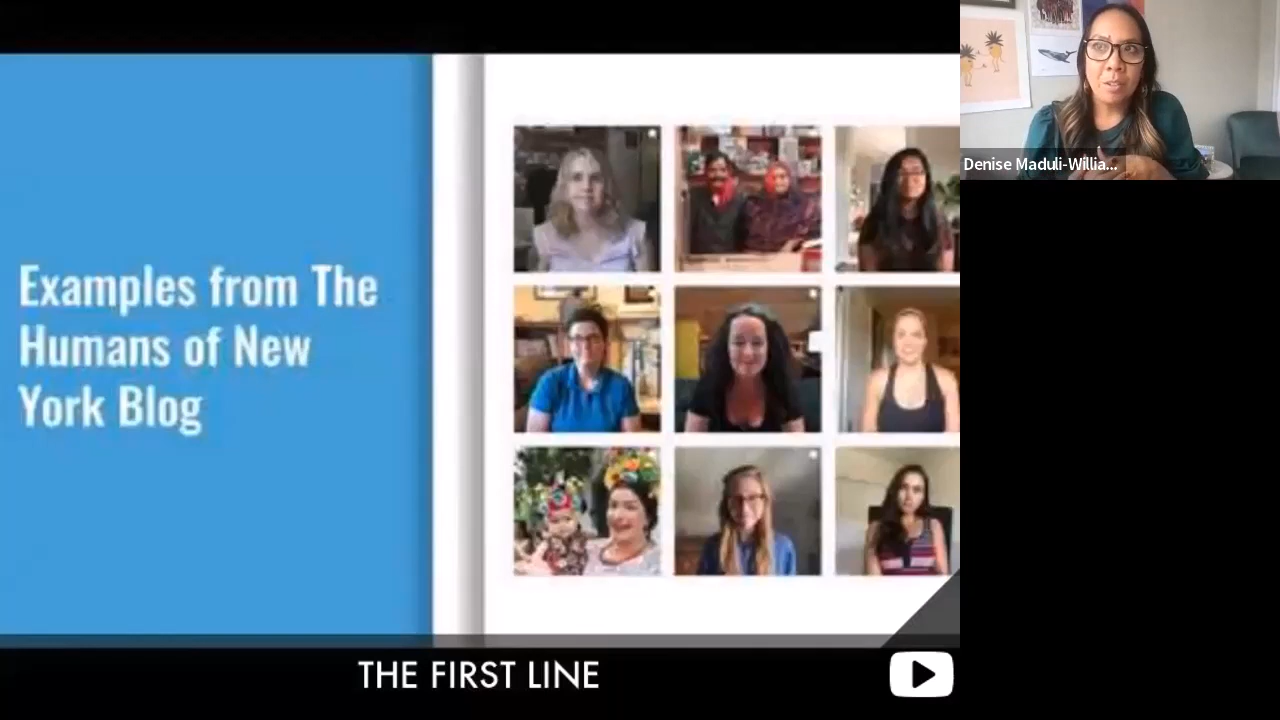 Examples from The
Humans of New
York Blog
THE FIRST LINE
Denise Maduli-Willia...